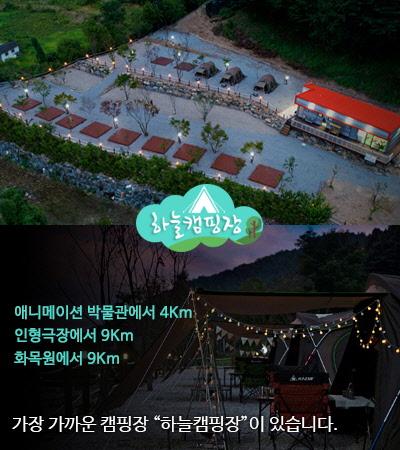 하늘캠핑장
애니메이션 박물관에서 4Km
인형극장에서 9Km
화목원에서 9Km
가장 가까운 캠핑장 “하늘캠핑장”이 있습니다.